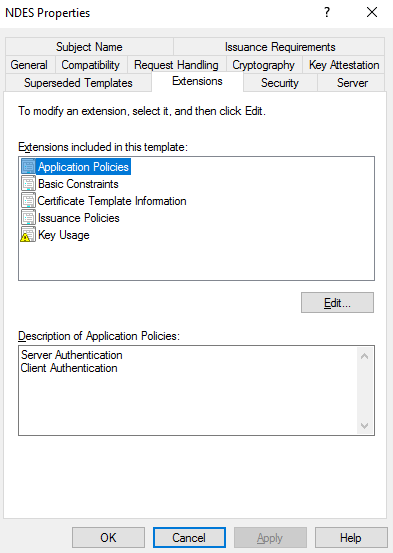 NDES Properties
? ×
Subject Name Issuance Requirements
General Compatibility Request Handling Cryptography Key Attestation
Superseded Templates Extensions Security Server
To modify an extension, select it, and then click Edit.
Extensions included in this template:
Application Policies
Basic Constraints
Certificate Template Information
Issuance Policies
Key Usage
Edit...
Description of Application Policies:
Server Authentication
Client Authentication
OK Cancel Apply Help